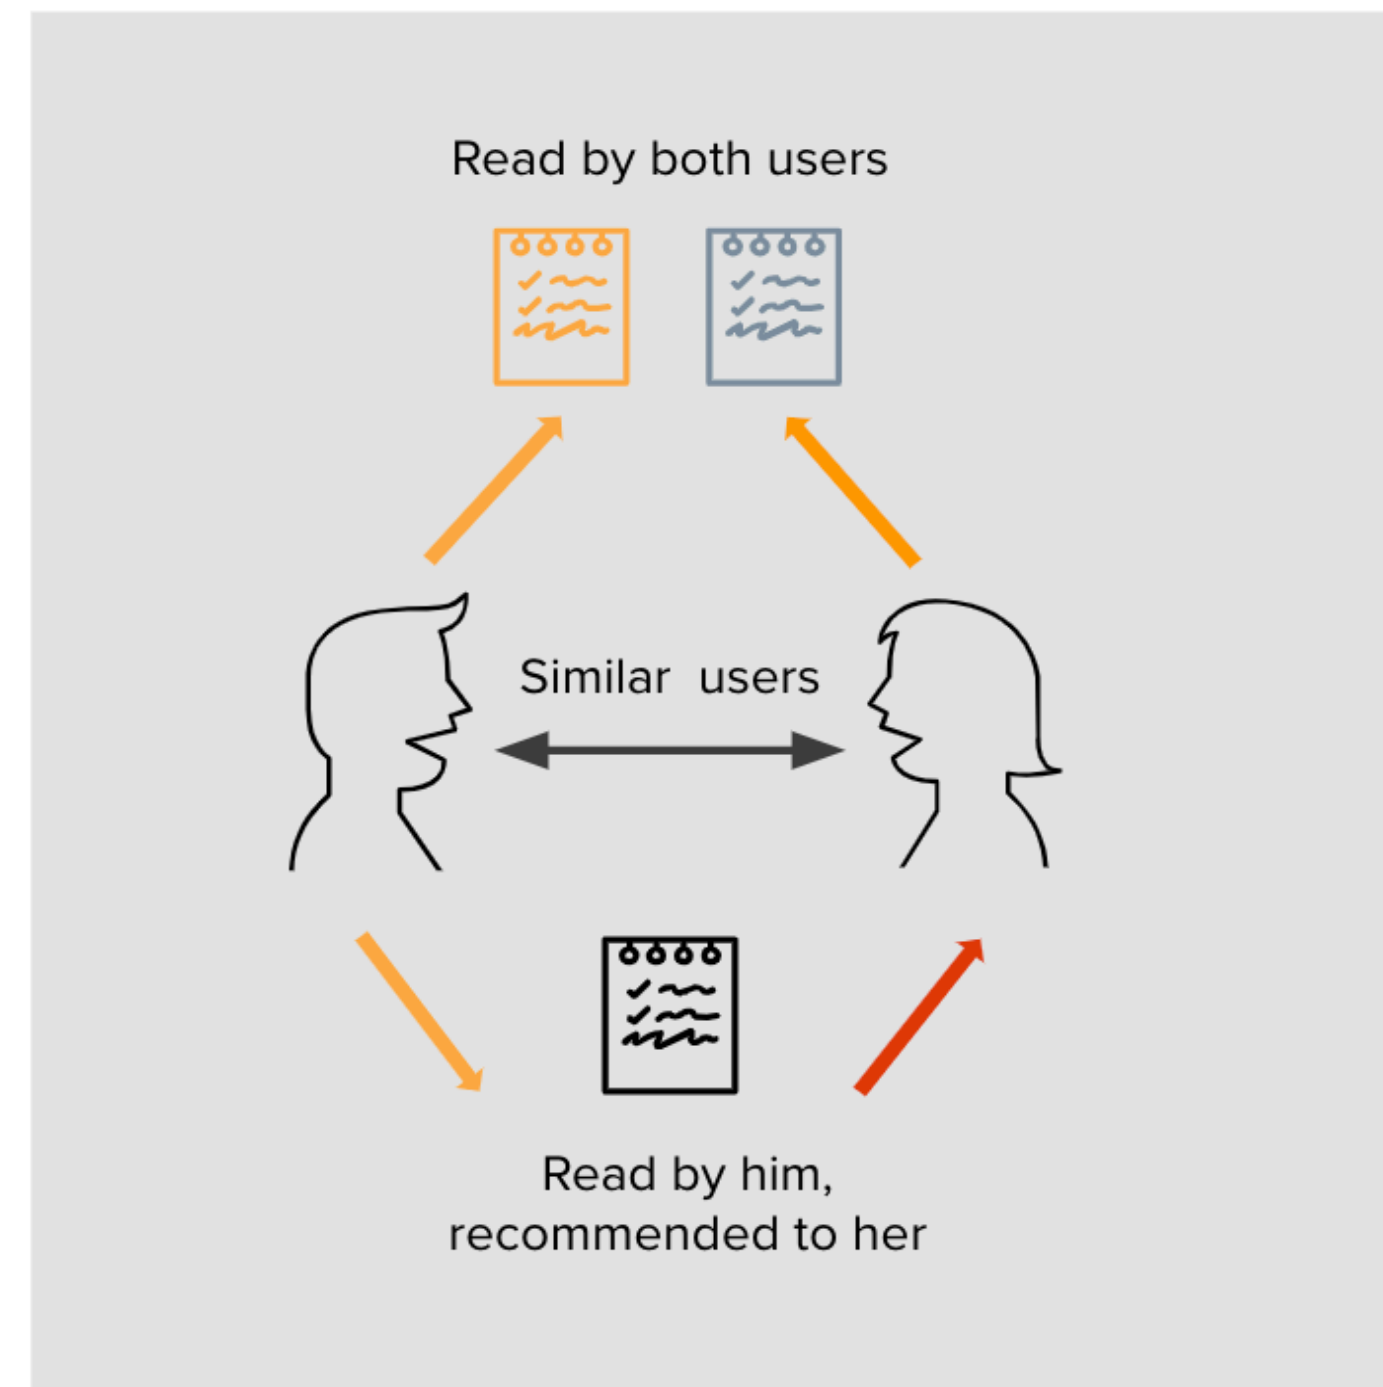 Read by both users
Similar users
Read by him,
recommended to her